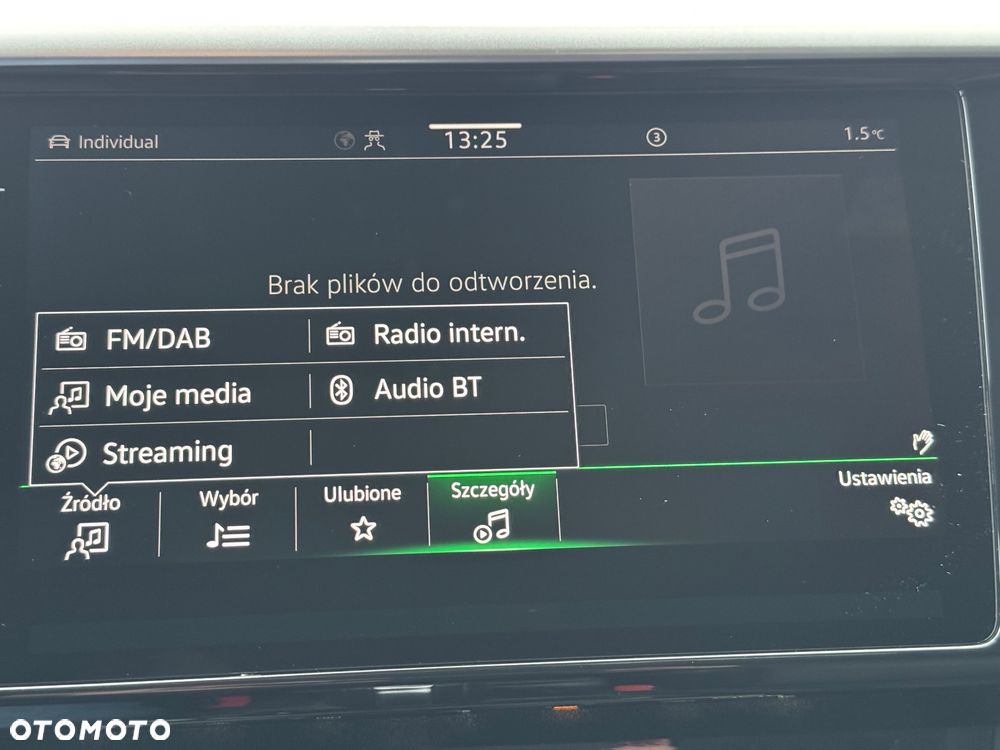 Individual 13:25 3 1.5°C
Brak plików do odtworzenia.
FM/DAB Radio intern.
Moje media Audio BT
Streaming
Źródło Wybór Ulubione Szczegóły Ustawienia
OTOMOTO